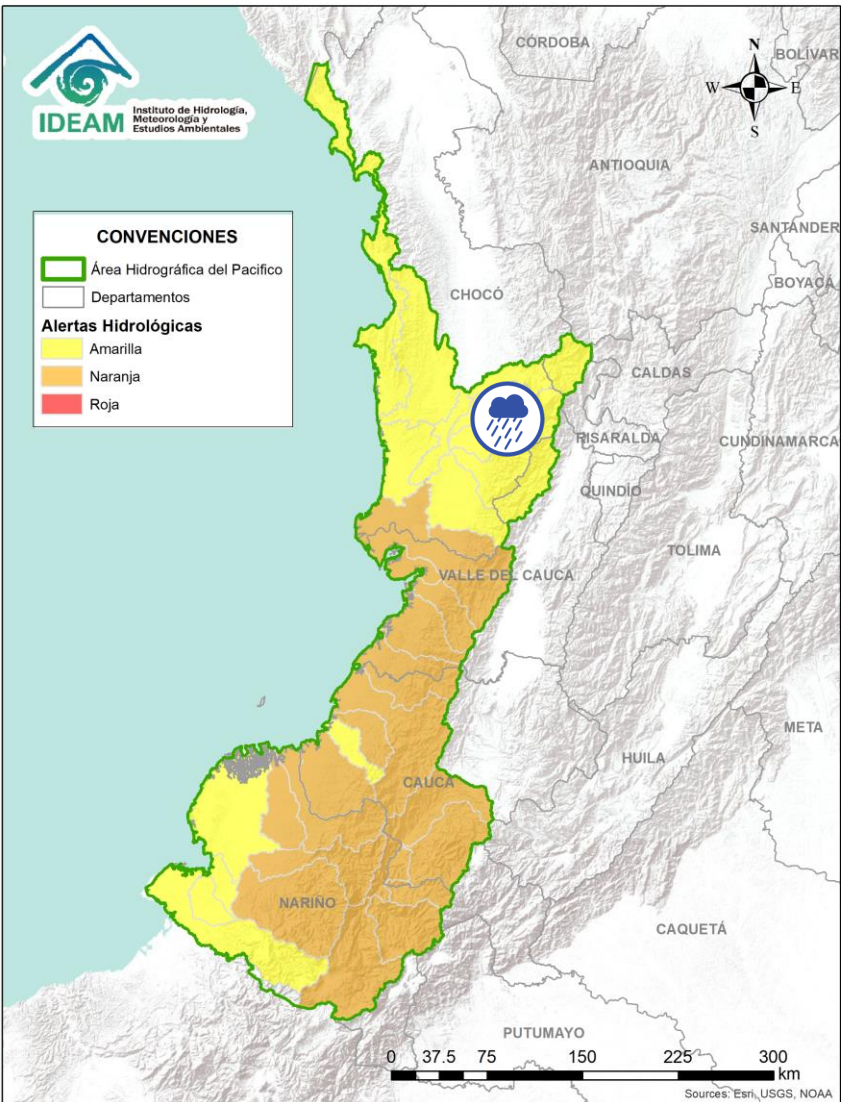 IDEAM
Instituto de Hidrología,
Meteorología y
Estudios Ambientales
N
W E
S
CÓRDOBA
BOLÍVAR
ANTIOQUIA
SANTANDER
BOYACÁ
CHOCÓ
CALDAS
RISARALDA
CUNDINAMARCA
QUINDÍO
TOLIMA
VALLE DEL CAUCA
META
HUILA
CAUCA
NARIÑO
CAQUETÁ
PUTUMAYO
CONVENCIONES
Área Hidrográfica del Pacifico
Departamentos
Alertas Hidrológicas
Amarilla
Naranja
Roja
0 37.5 75 150 225 300
km
Sources: Esri, USGS, NOAA